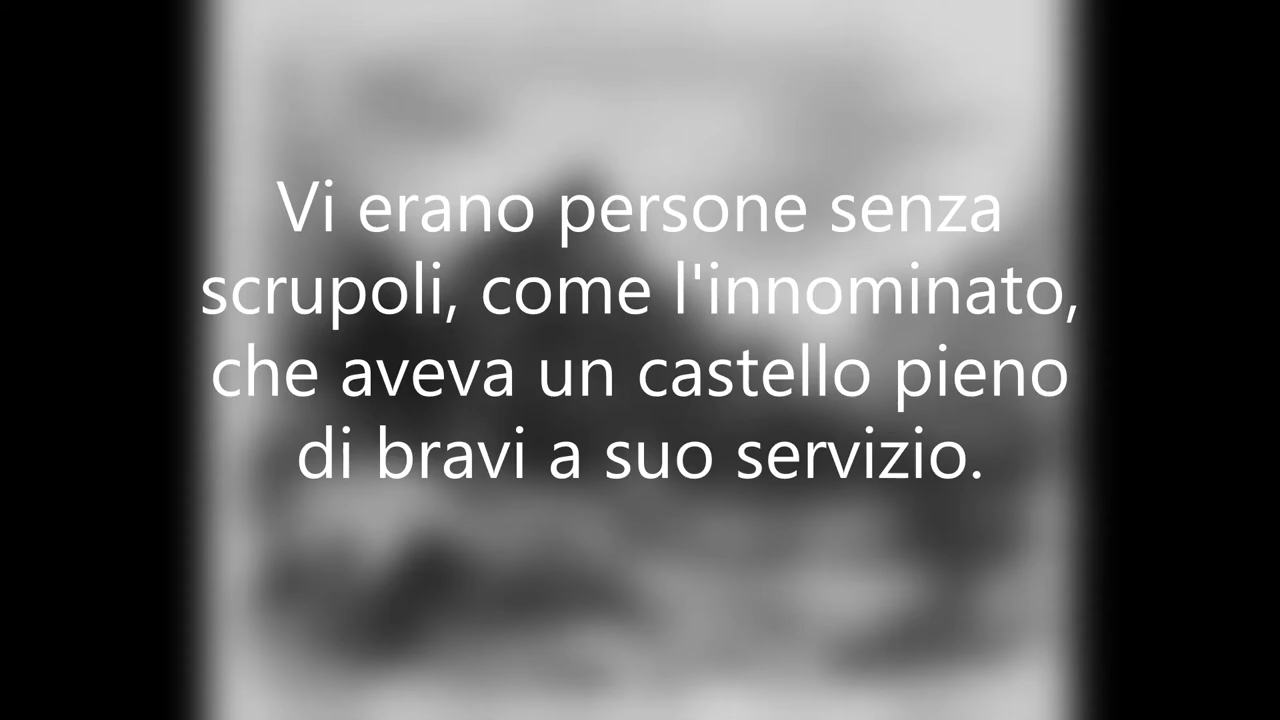 Vi erano persone senza
scrupoli, come l'innominato,
che aveva un castello pieno
di bravi a suo servizio.